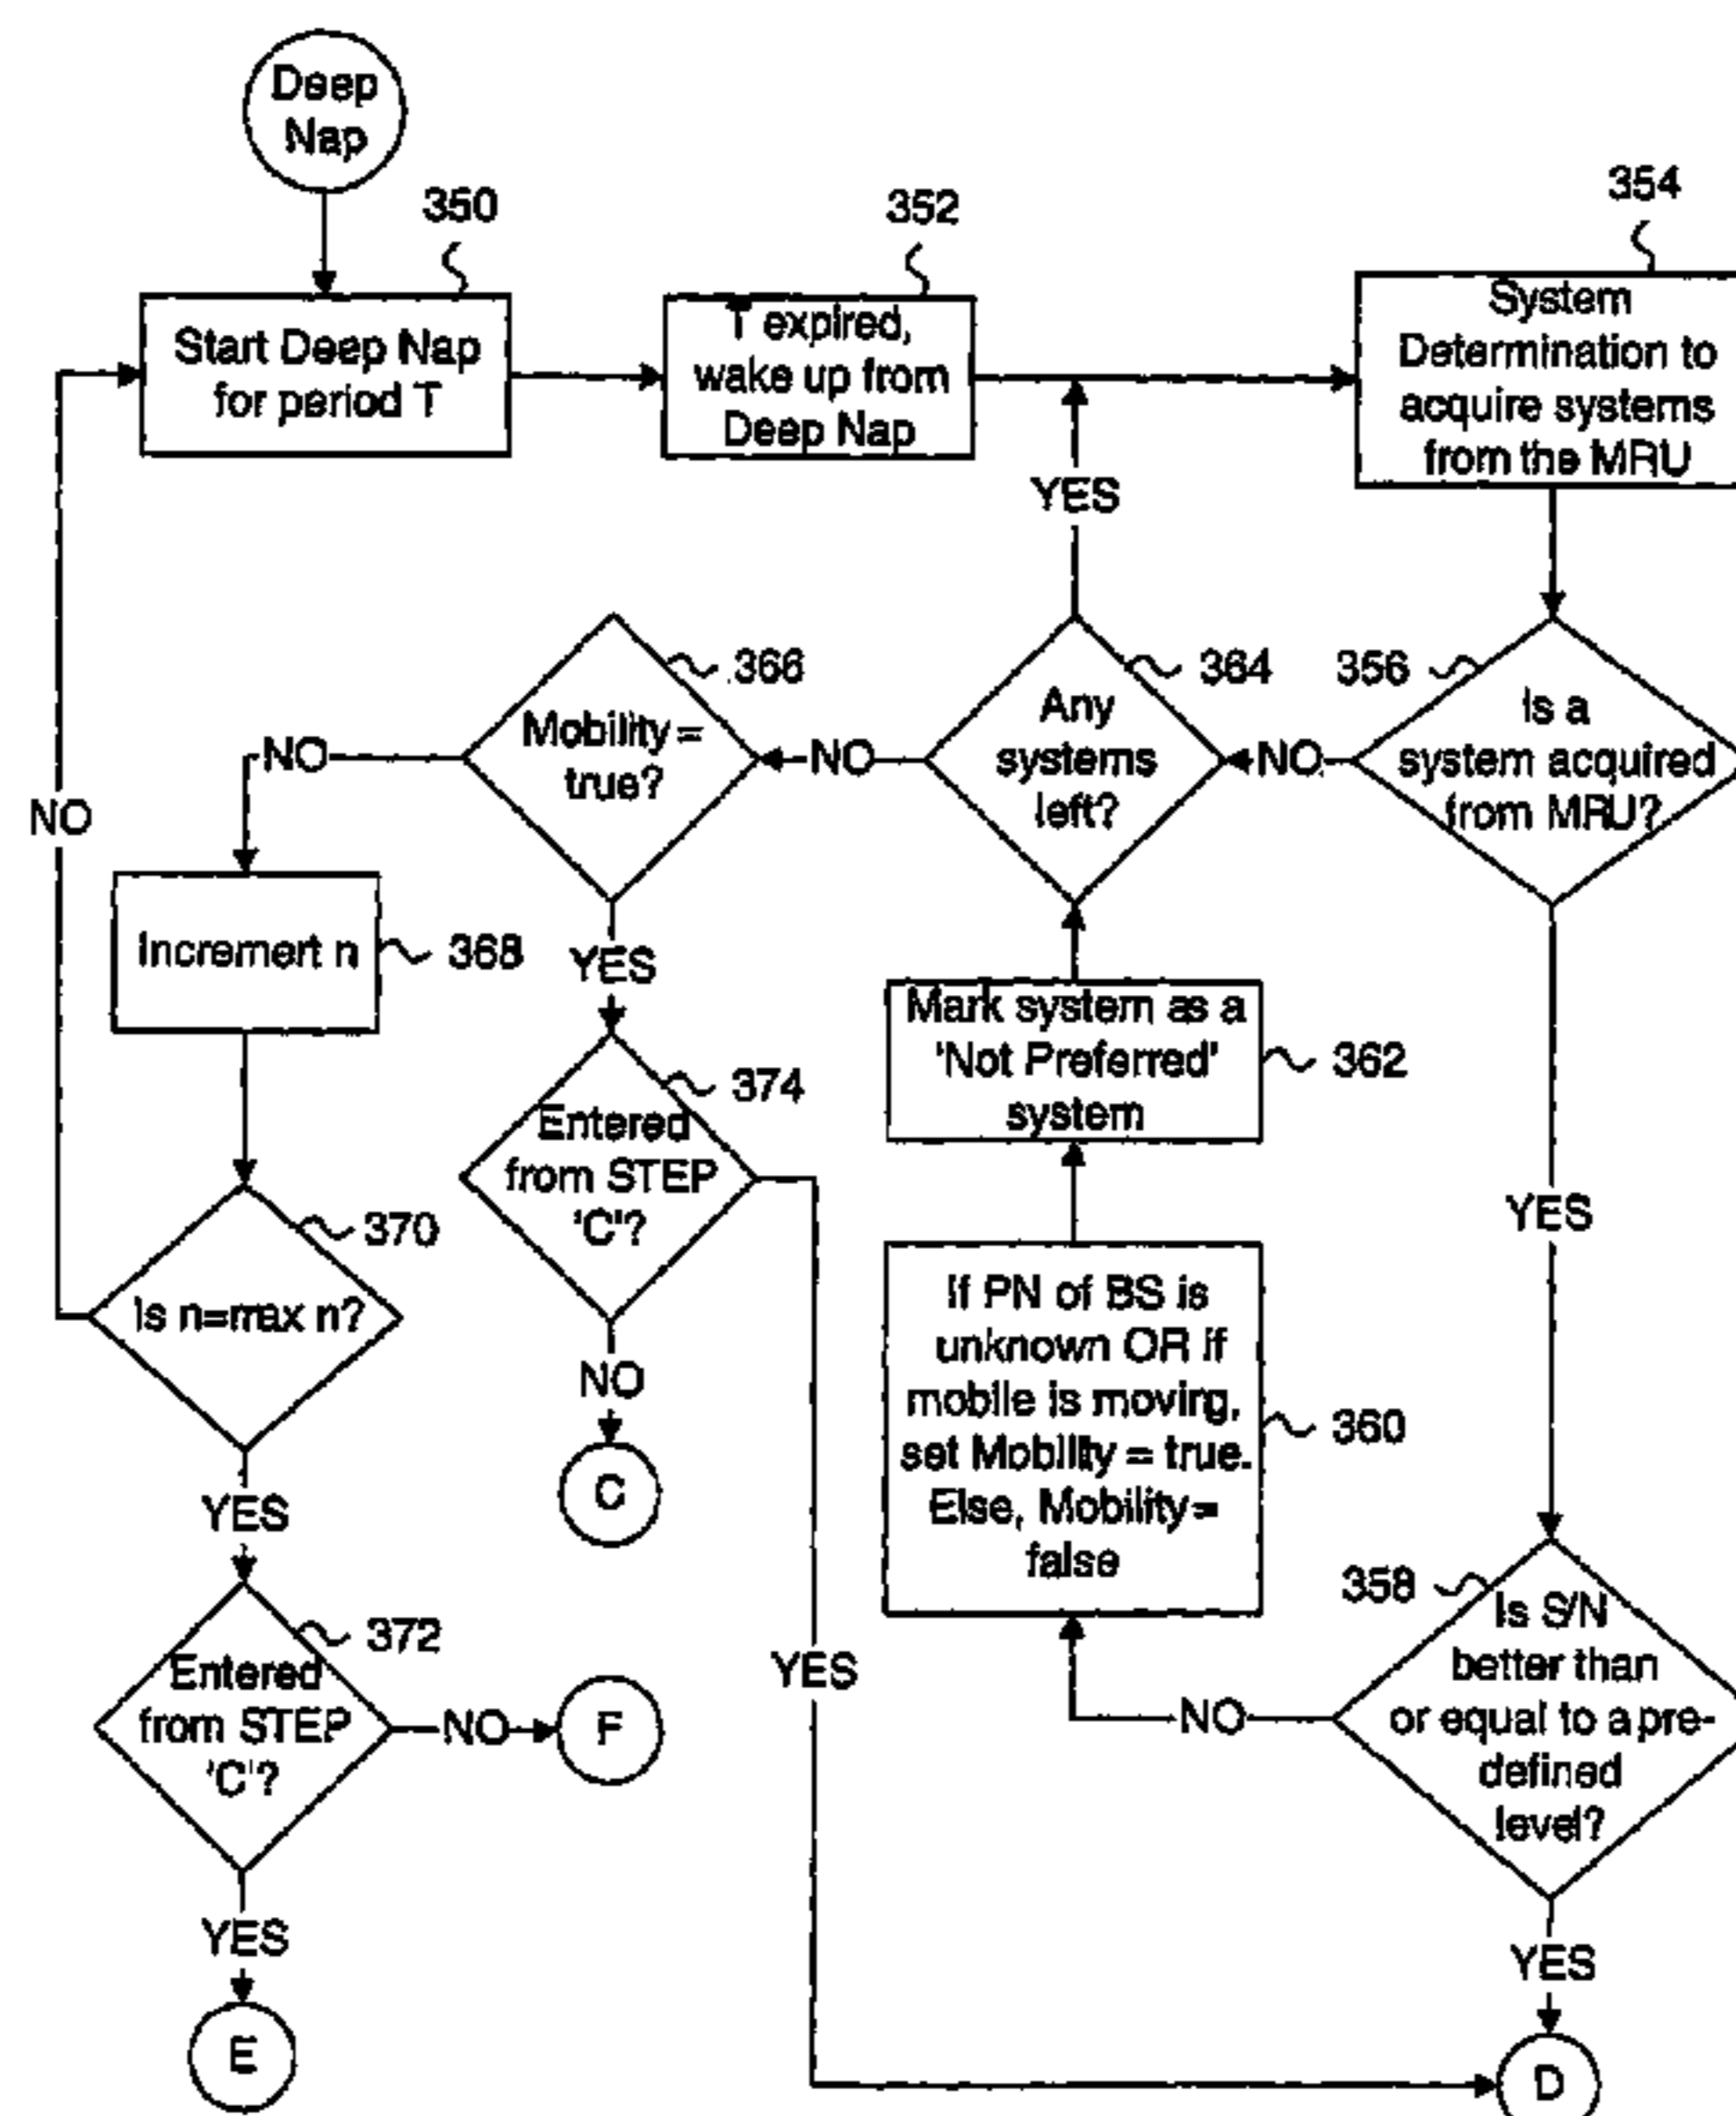 Deep
Nap
350
352
354
Start Deep Nap
for period T
T expired,
wake up from
Deep Nap
System
Determination to
acquire systems
from the MRU
YES
366
364
356
Mobility =
true?
Any
systems
left?
Is a
system acquired
from MRU?
NO
NO
NO
NO
Incremert n
368
YES
Mark system as a
'Not Preferred'
system
362
374
Entered
from STEP
'C'?
YES
370
Is n=max n?
If PN of BS is
unknown OR if
mobile is moving,
set Mobility = true.
Else, Mobility =
false
360
NO
C
YES
358
Is S/N
better than
or equal to a pre-
defined
level?
372
Entered
from STEP
'C'?
NO
F
YES
NO
YES
E
YES
D